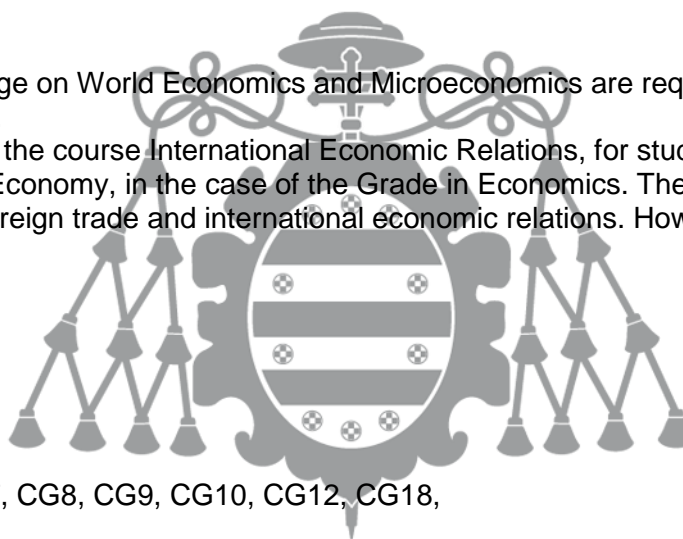 ge on World Economics and Microeconomics are req
the course International Economic Relations, for stu
Economy, in the case of the Grade in Economics. The
reign trade and international economic relations. How
, CG8, CG9, CG10, CG12, CG18,